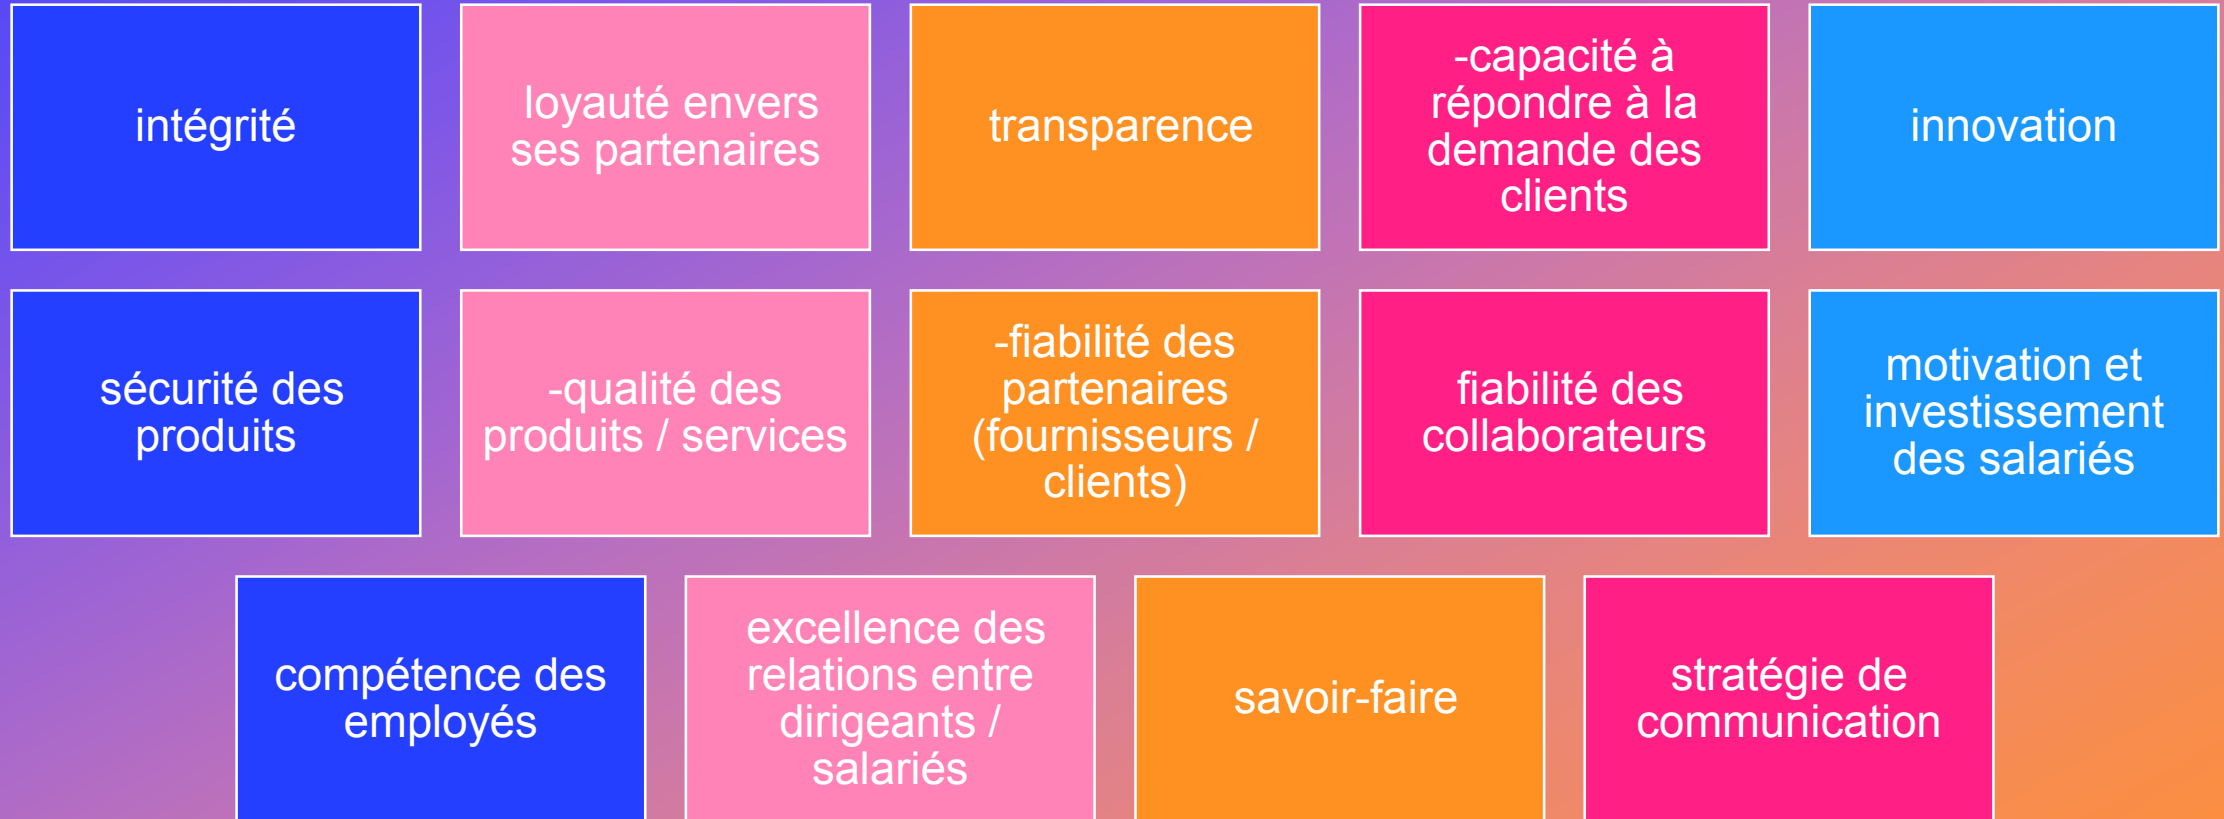 intégrité
loyauté envers
ses partenaires
transparence
-capacité à
répondre à la
demande des
clients
innovation
sécurité des
produits
-qualité des
produits / services
-fiabilité des
partenaires
(fournisseurs /
clients)
fiabilité des
collaborateurs
motivation et
investissement
des salariés
compétence des
employés
excellence des
relations entre
dirigeants /
salariés
savoir-faire
stratégie de
communication